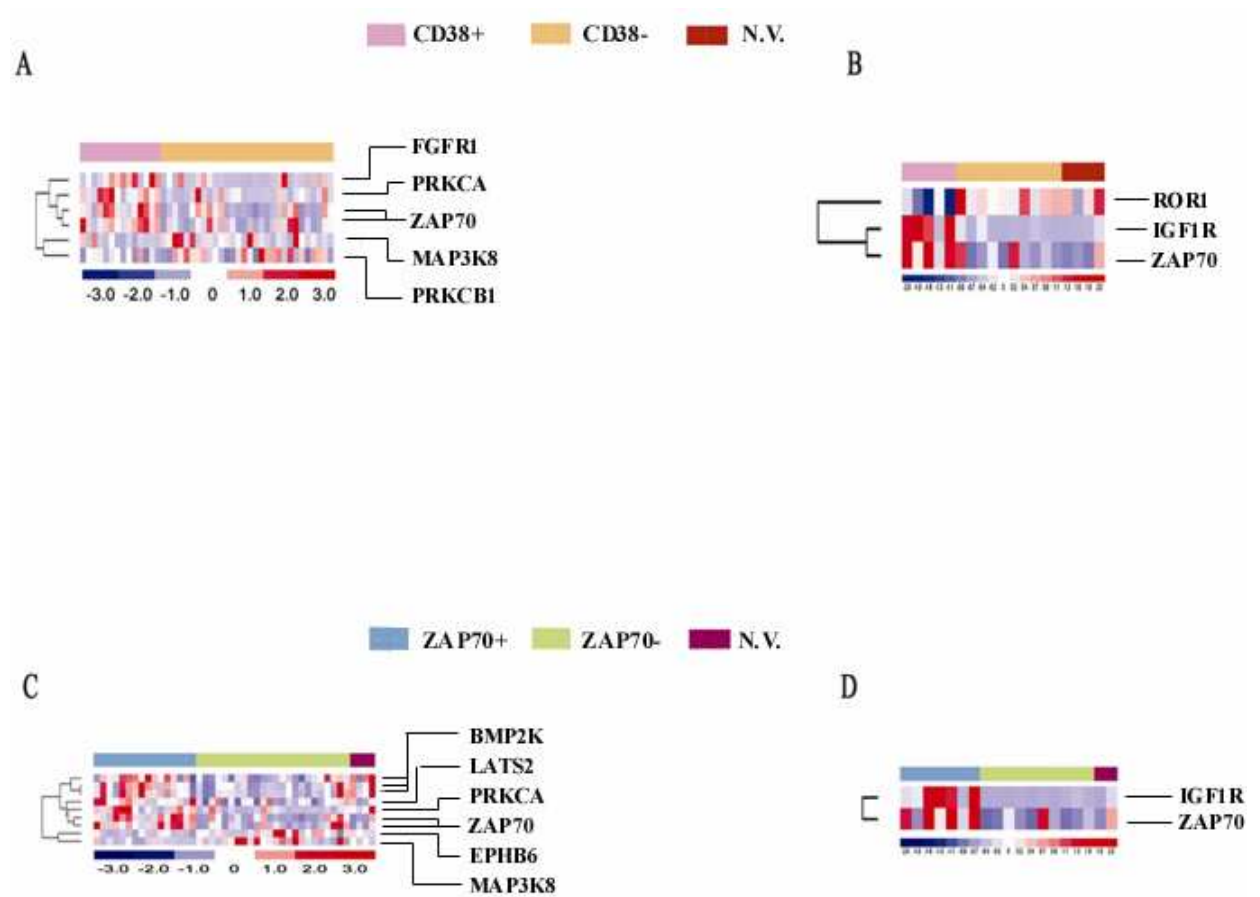 CD38+ CD38- N.V.
A
B
FGFR1
PRKCA
ZAP70
MAP3K8
PRKCB1
-3.0 -2.0 -1.0 0 1.0 2.0 3.0
ROR1
IGF1R
ZAP70
ZAP70+ ZAP70- N.V.
C
D
BMP2K
LATS2
PRKCA
ZAP70
EPHB6
MAP3K8
-3.0 -2.0 -1.0 0 1.0 2.0 3.0
IGF1R
ZAP70